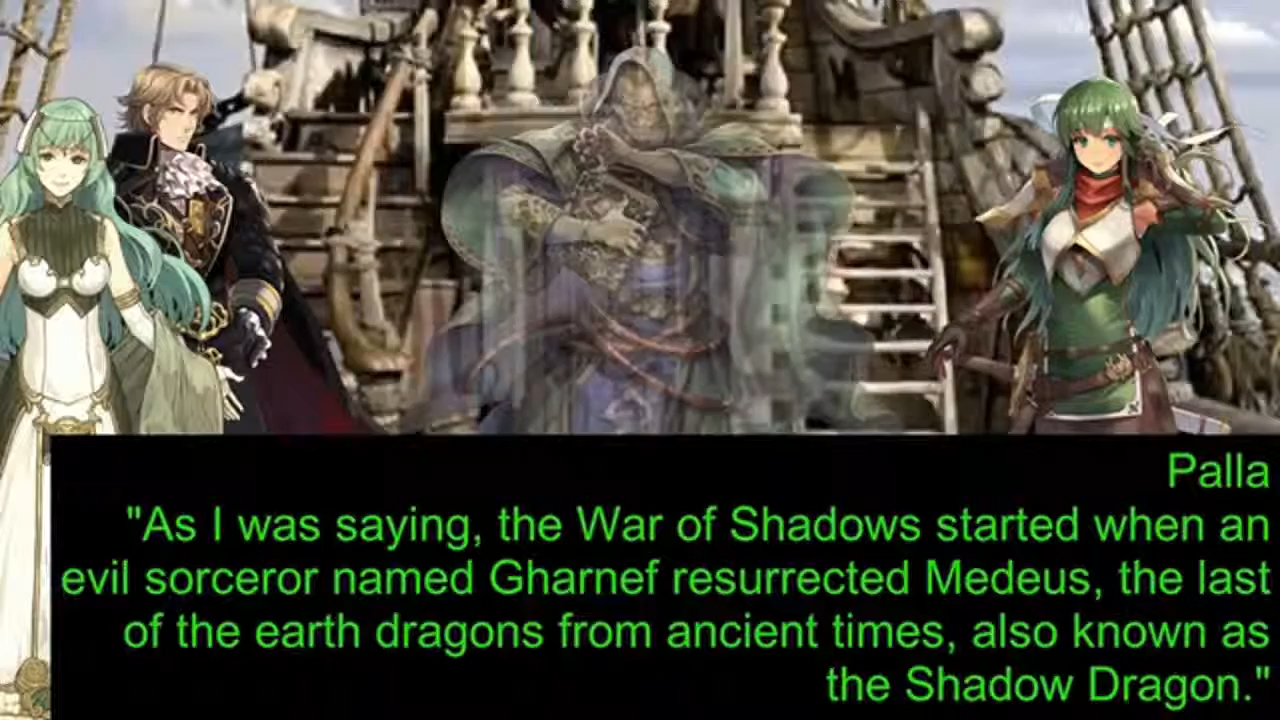 Palla
"As I was saying, the War of Shadows started when an
evil sorceror named Gharnef resurrected Medeus, the last
of the earth dragons from ancient times, also known as
the Shadow Dragon."